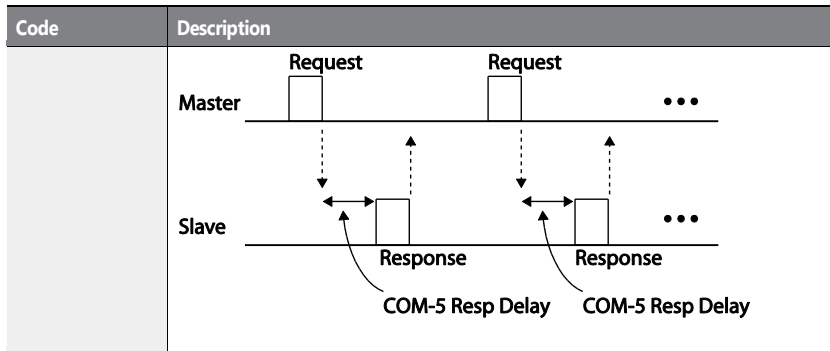 Code Description
Request Request
Master
Slave
Response Response
COM-5 Resp Delay COM-5 Resp Delay